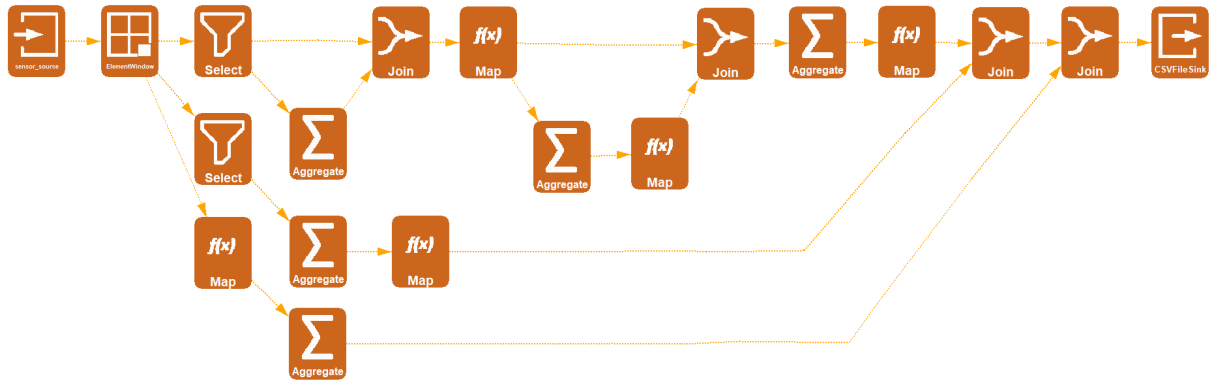 sensor_source
ElementWindow
Select
Join
f(x)
Map
Join
Aggregate
f(x)
Map
Join
Join
CSVFileSink
Aggregate
Aggregate
f(x)
Map
Select
f(x)
Map
Aggregate
f(x)
Map
Aggregate